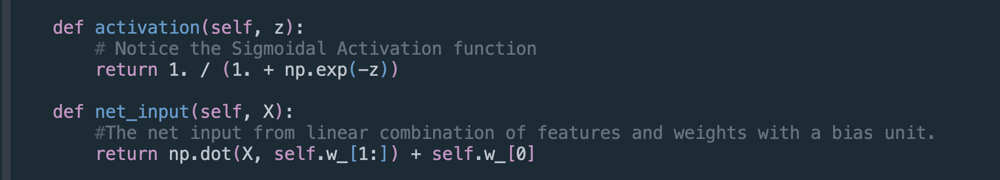 def activation(self, z):
# Notice the Sigmoidal Activation function
return 1. / (1. + np.exp(-z))
def net_input(self, X):
#The net input from linear combination of features and weights with a bias unit.
return np.dot(X, self.w_[1:]) + self.w_[0]